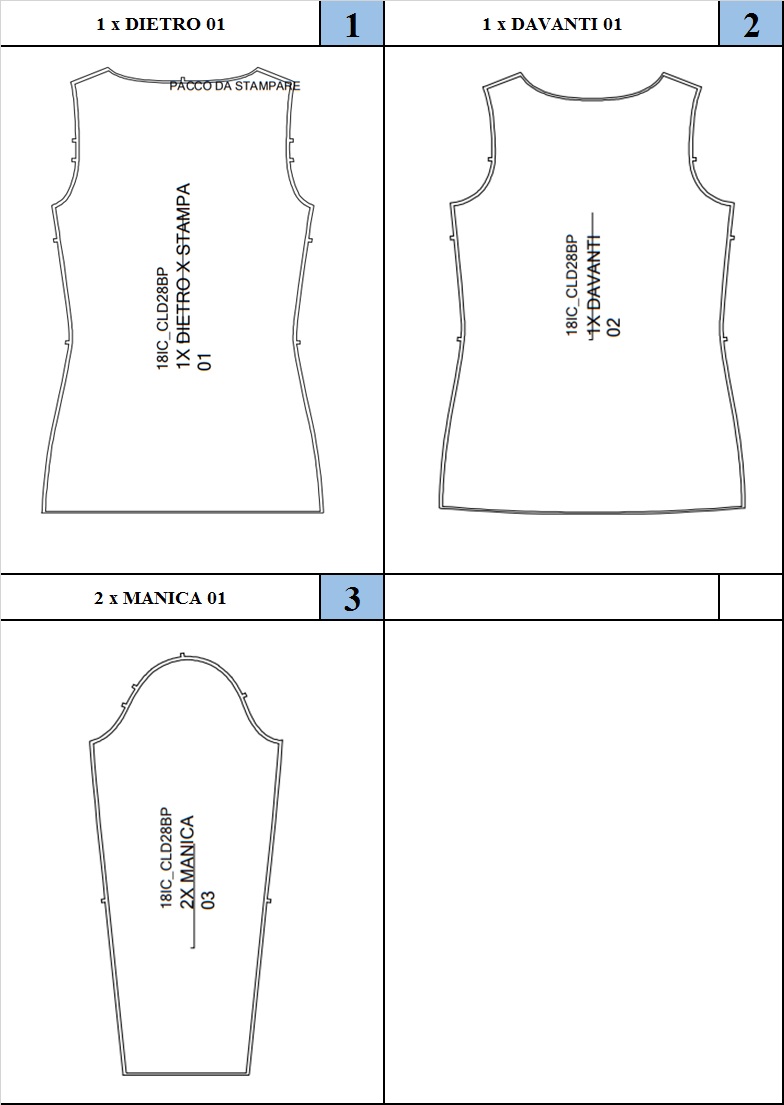 1 x DIETRO 01
1
1 x DAVANTI 01
2
PACCO DA STAMPARE
18IC_CLD28BP
1X DIETRO X STAMPA
01
18IC_CLD28BP
1X DAVANTI
02
2 x MANICA 01
3
18IC_CLD28BP
2X MANICA
03